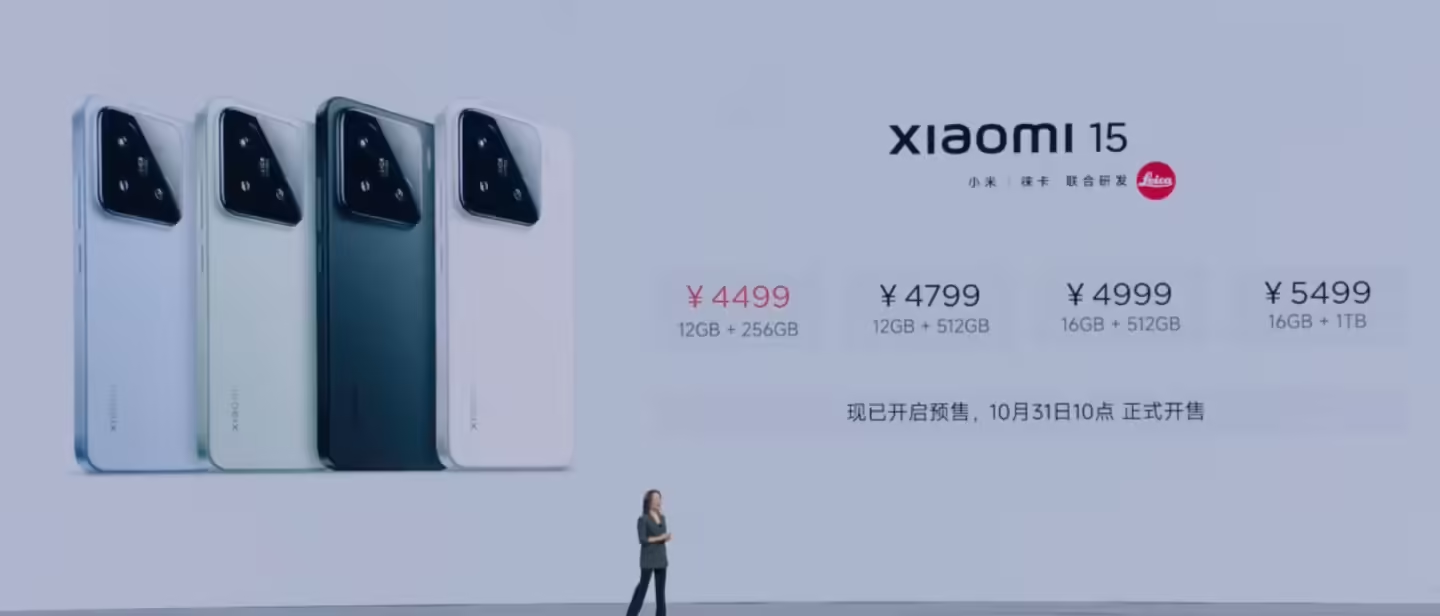 xiaomi 15
小米 | 徕卡 联合研发 Leica
¥4499
12GB + 256GB
¥4799
12GB + 512GB
¥4999
16GB + 512GB
¥5499
16GB + 1TB
现已开启预售，10月31日10点 正式开售